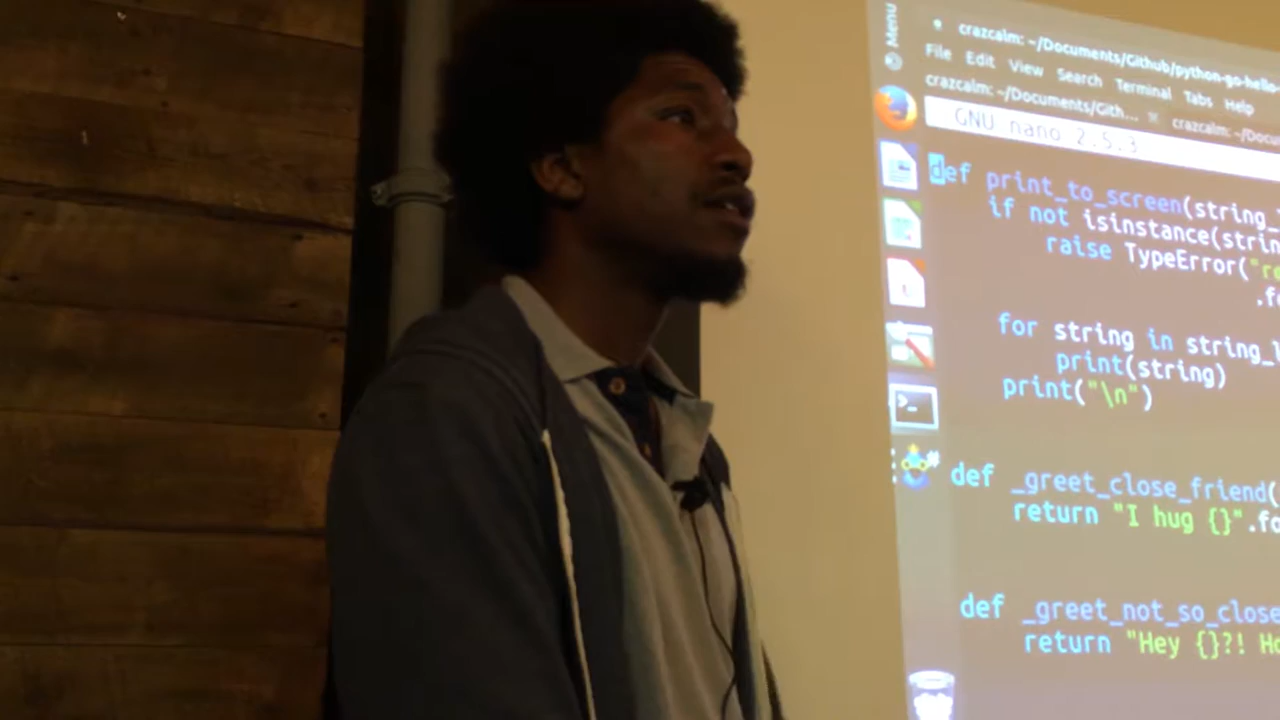 Menu
crazcalm: ~/Documents/Github/python-go-hello-
File Edit View Search Terminal Tabs Help
crazcalm: ~/Documents/Gith... × crazcalm: ~/Docu
GNU nano 2.5.3
def print_to_screen(string_
if not isinstance(strin
raise TypeError("re
.fo
for string in string_l
print(string)
print("\n")
def _greet_close_friend(
return "I hug {}".fo
def _greet_not_so_close
return "Hey {}?! Ho